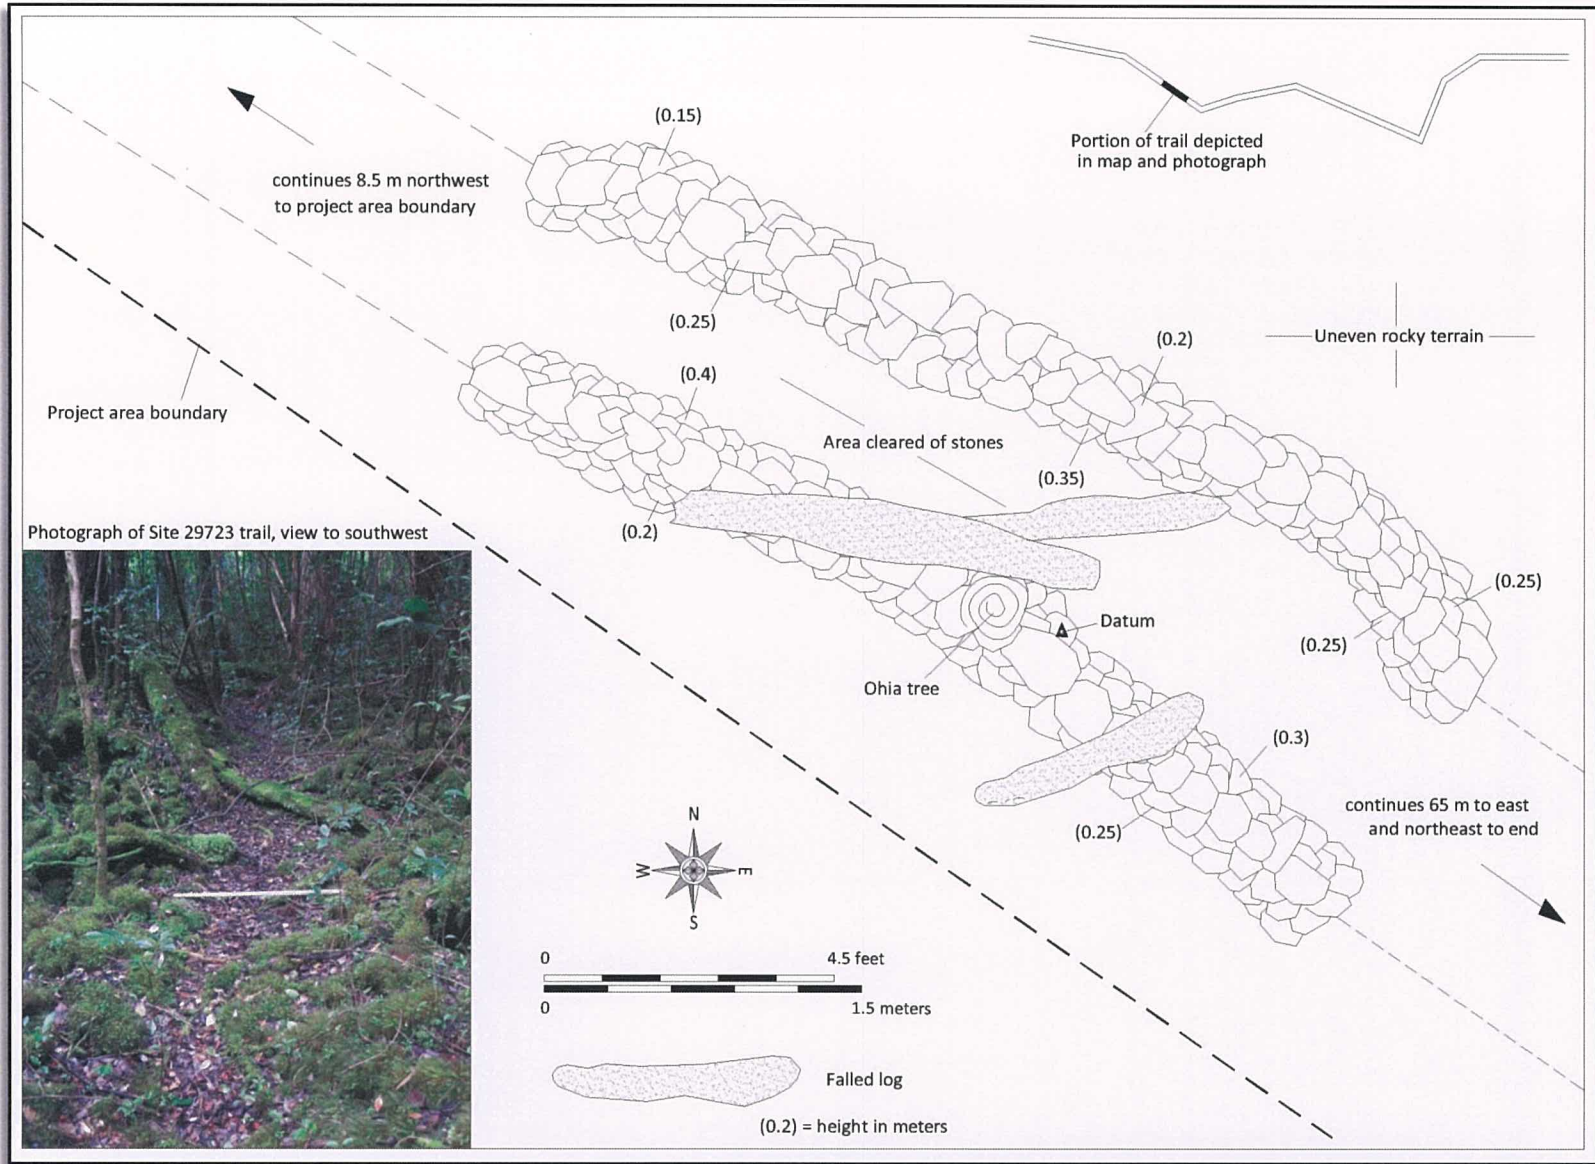 Portion of trail depicted
in map and photograph
(0.15)
continues 8.5 m northwest
to project area boundary
(0.25)
(0.2)
Uneven rocky terrain
(0.4)
Project area boundary
Area cleared of stones
(0.35)
(0.2)
Photograph of Site 29723 trail, view to southwest
(0.25)
Datum
(0.25)
Ohia tree
(0.3)
continues 65 m to east
and northeast to end
(0.25)
N
W
E
S
0
4.5 feet
0
1.5 meters
Falled log
(0.2) = height in meters